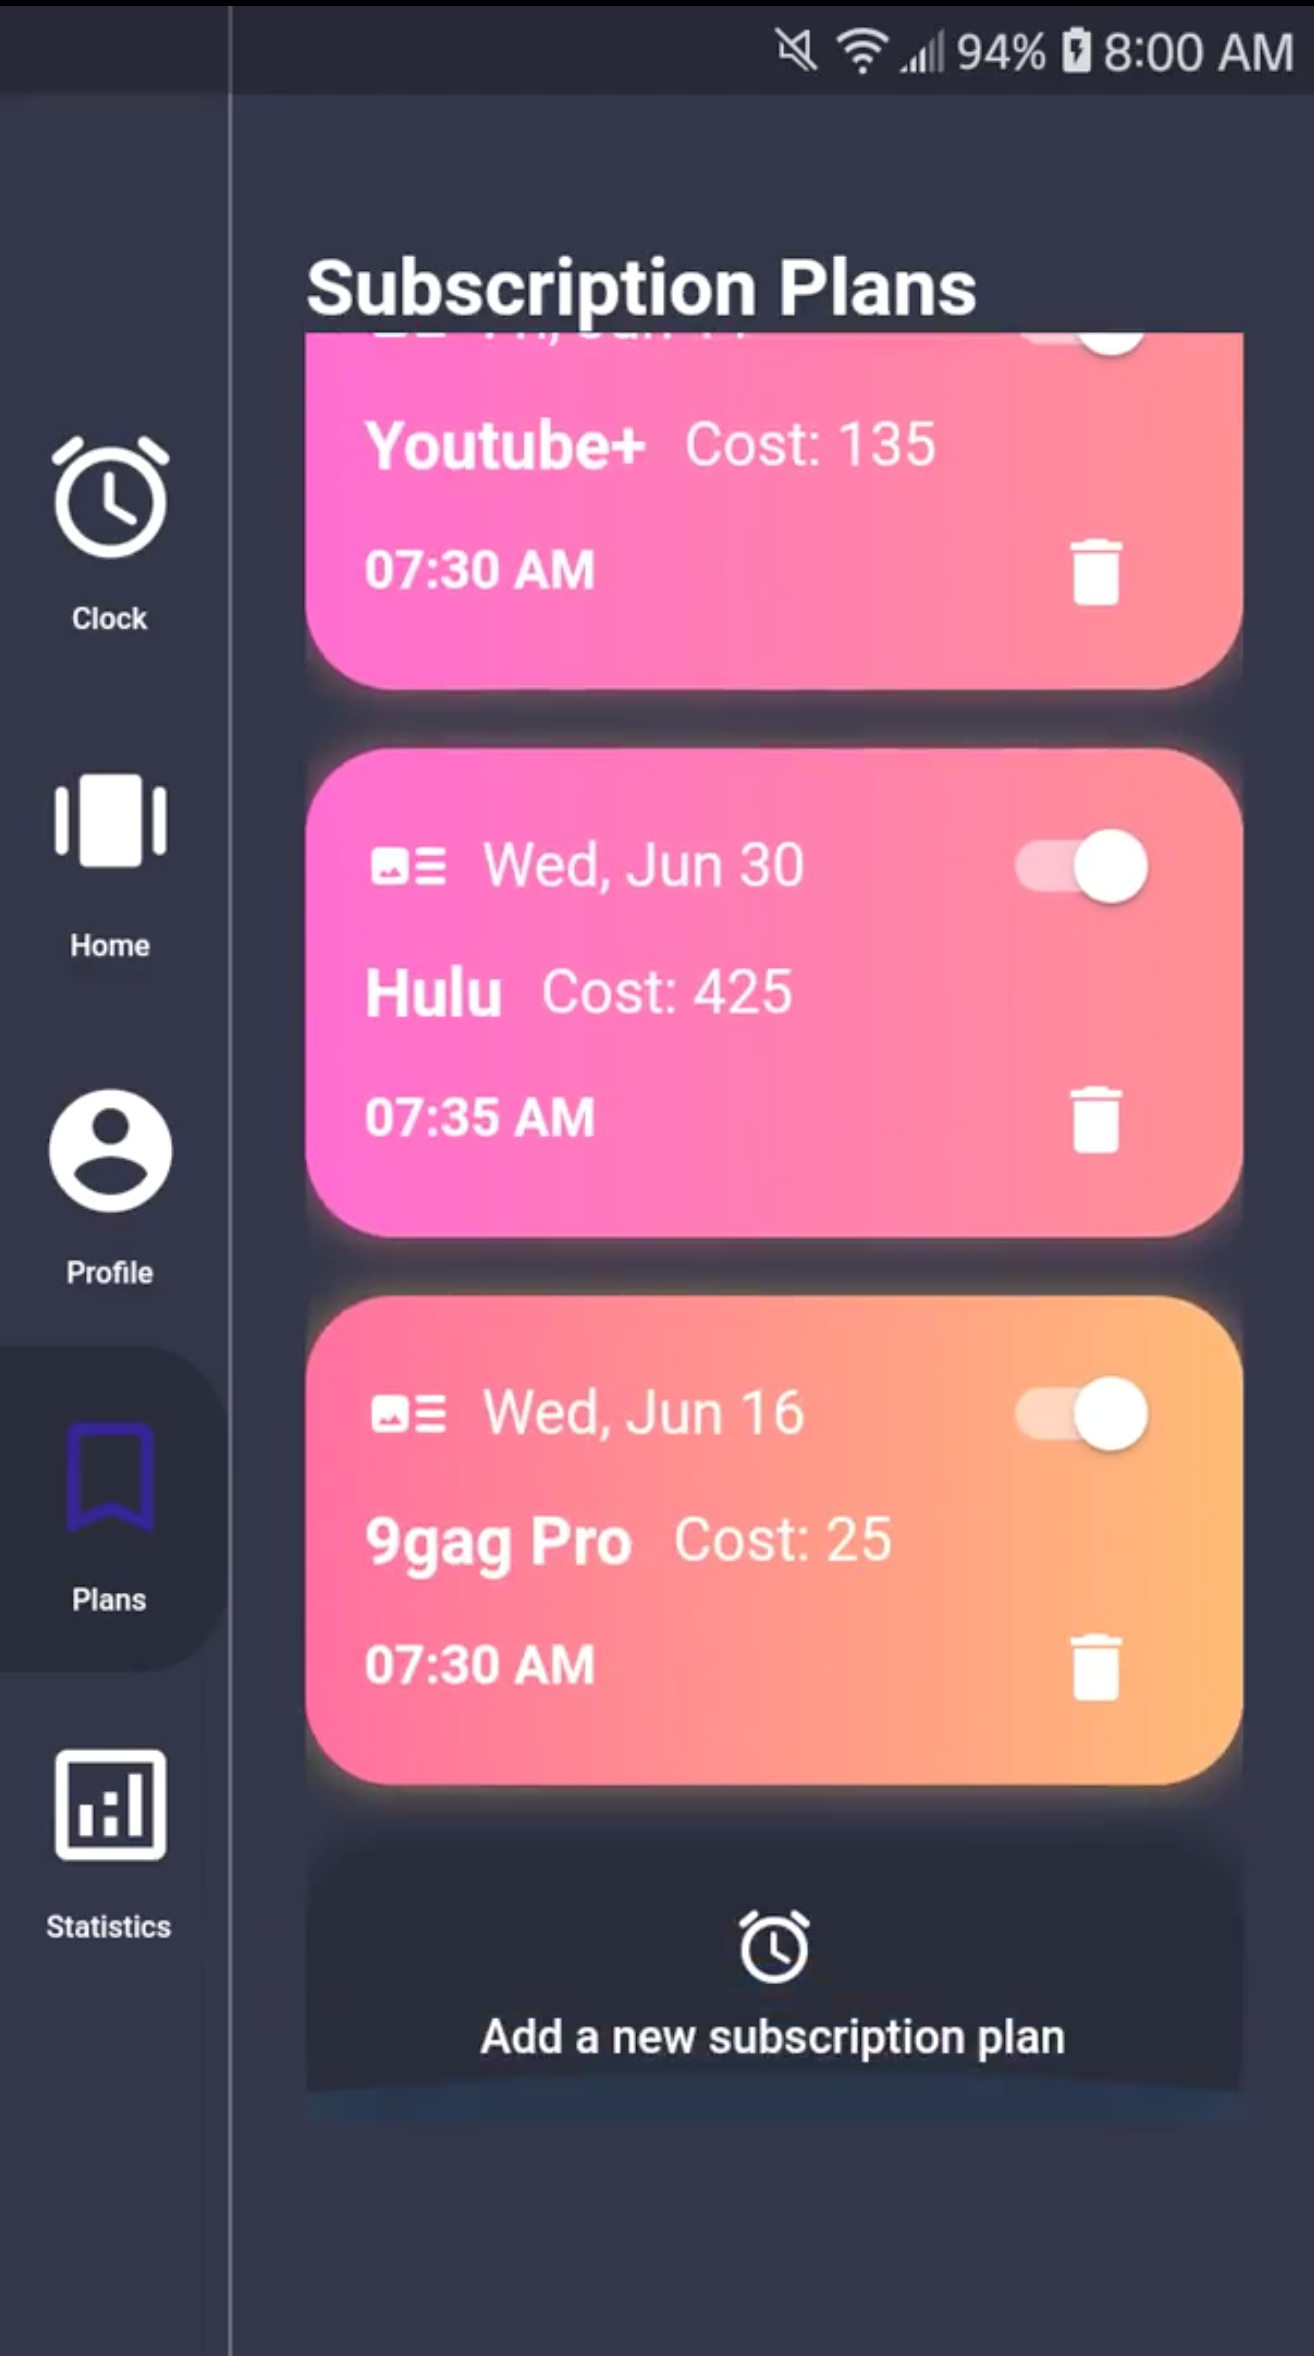 94% 8:00 AM
Subscription Plans
Youtube+ Cost: 135
07:30 AM
Wed, Jun 30
Hulu Cost: 425
07:35 AM
Wed, Jun 16
9gag Pro Cost: 25
07:30 AM
Add a new subscription plan
Clock
Home
Profile
Plans
Statistics